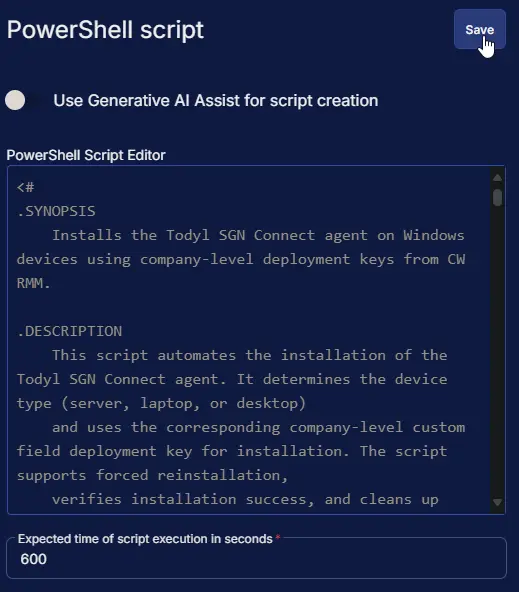 PowerShell script
Save
Use Generative AI Assist for script creation
PowerShell Script Editor
<#
.SYNOPSIS
    Installs the Todyl SGN Connect agent on Windows
devices using company-level deployment keys from CW
RMM.

.DESCRIPTION
    This script automates the installation of the
Todyl SGN Connect agent. It determines the device
type (server, laptop, or desktop)
    and uses the corresponding company-level custom
field deployment key for installation. The script
supports forced reinstallation,
    verifies installation success, and cleans up
Expected time of script execution in seconds *
600